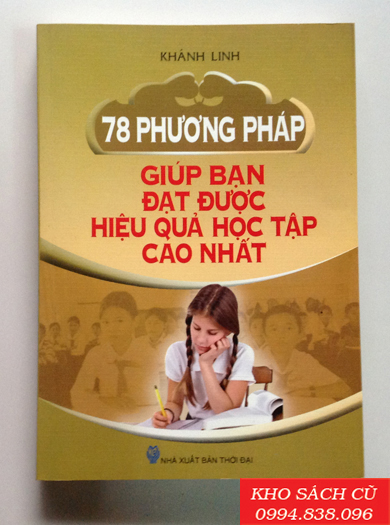 KHÁNH LINH
78 PHƯƠNG PHÁP
GIÚP BẠN
ĐẠT ĐƯỢC
HIỆU QUẢ HỌC TẬP
CAO NHẤT
NHÀ XUẤT BẢN THỜI ĐẠI
KHO SÁCH CŨ
0994.838.096